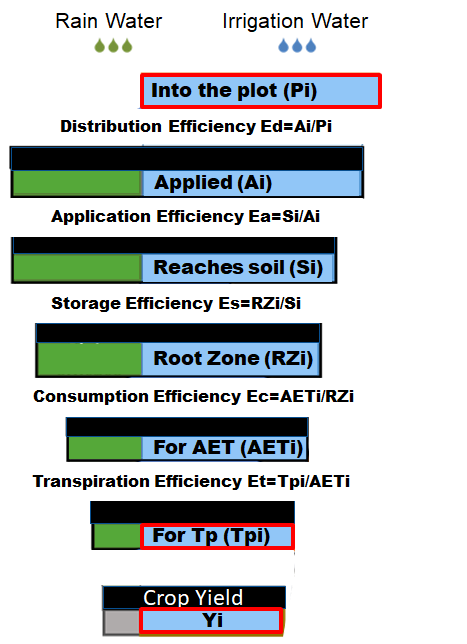 Rain Water Irrigation Water
Into the plot (Pi)
Distribution Efficiency Ed=Ai/Pi
Applied (Ai)
Application Efficiency Ea=Si/Ai
Reaches soil (Si)
Storage Efficiency Es=RZi/Si
Root Zone (RZi)
Consumption Efficiency Ec=AETi/RZi
For AET (AETi)
Transpiration Efficiency Et=Tpi/AETi
For Tp (Tpi)
Crop Yield
Yi